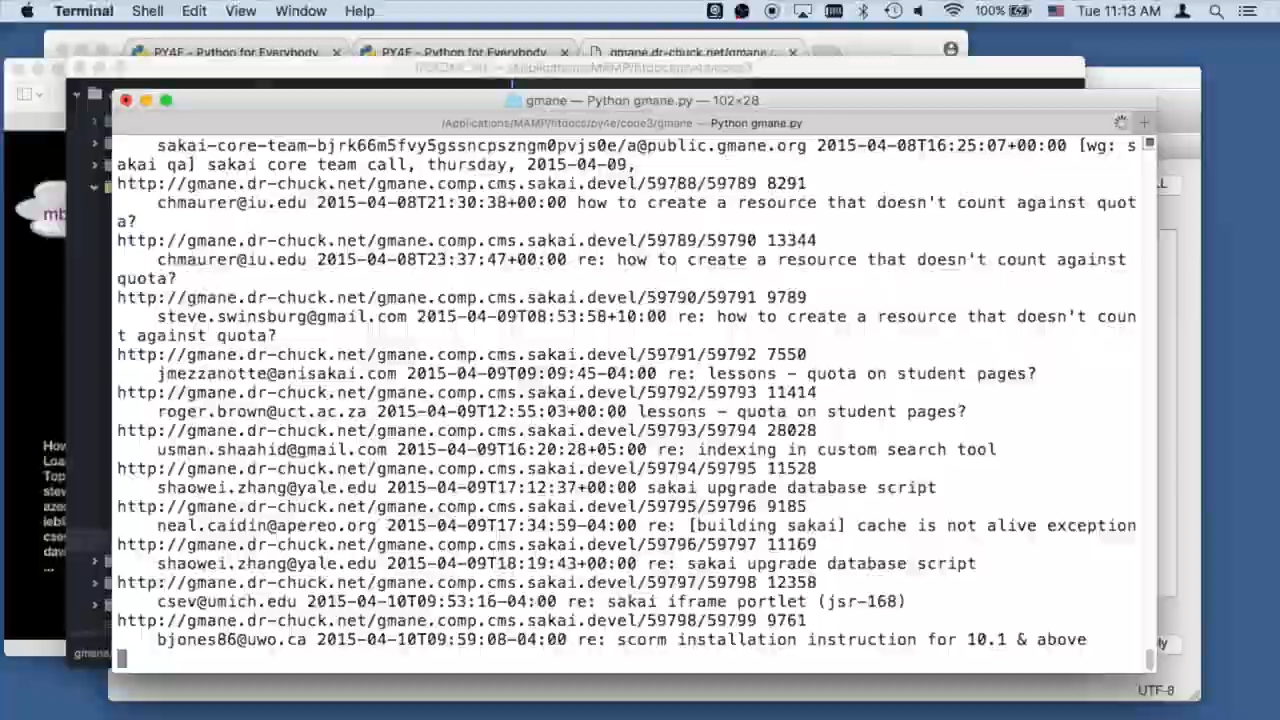 Terminal Shell Edit View Window Help 100% Tue 11:13 AM
PY4E - Python for Everybody PY4E - Python for Everybody gmane.dr-chuck.net/gmane
gmane — Python gmane.py — 102×28
/Applications/MAMP/htdocs/py4e/code3/gmane — Python gmane.py
sakai-core-team-bjrk66m5fvy5gssncpszngm0pvjs0e/a@public.gmane.org 2015-04-08T16:25:07+00:00 [wg: s
akai qa] sakai core team call, thursday, 2015-04-09,
http://gmane.dr-chuck.net/gmane.comp.cms.sakai.devel/59788/59789 8291
chmaurer@iu.edu 2015-04-08T21:30:38+00:00 how to create a resource that doesn't count against quot
a?
http://gmane.dr-chuck.net/gmane.comp.cms.sakai.devel/59789/59790 13344
chmaurer@iu.edu 2015-04-08T23:37:47+00:00 re: how to create a resource that doesn't count against
quota?
http://gmane.dr-chuck.net/gmane.comp.cms.sakai.devel/59790/59791 9789
steve.swinsburg@gmail.com 2015-04-09T08:53:58+10:00 re: how to create a resource that doesn't coun
t against quota?
http://gmane.dr-chuck.net/gmane.comp.cms.sakai.devel/59791/59792 7550
jmezzanotte@anisakai.com 2015-04-09T09:09:45-04:00 re: lessons – quota on student pages?
http://gmane.dr-chuck.net/gmane.comp.cms.sakai.devel/59792/59793 11414
roger.brown@uct.ac.za 2015-04-09T12:55:03+00:00 lessons – quota on student pages?
http://gmane.dr-chuck.net/gmane.comp.cms.sakai.devel/59793/59794 28028
usman.shaahid@gmail.com 2015-04-09T16:20:28+05:00 re: indexing in custom search tool
http://gmane.dr-chuck.net/gmane.comp.cms.sakai.devel/59794/59795 11528
shaowei.zhang@yale.edu 2015-04-09T17:12:37+00:00 sakai upgrade database script
http://gmane.dr-chuck.net/gmane.comp.cms.sakai.devel/59795/59796 9185
neal.caidin@apereo.org 2015-04-09T17:34:59-04:00 re: [building sakai] cache is not alive exception
http://gmane.dr-chuck.net/gmane.comp.cms.sakai.devel/59796/59797 11169
shaowei.zhang@yale.edu 2015-04-09T18:19:43+00:00 re: sakai upgrade database script
http://gmane.dr-chuck.net/gmane.comp.cms.sakai.devel/59797/59798 12358
csev@umich.edu 2015-04-10T09:53:16-04:00 re: sakai iframe portlet (jsr-168)
http://gmane.dr-chuck.net/gmane.comp.cms.sakai.devel/59798/59799 9761
bjones86@uwo.ca 2015-04-10T09:59:08-04:00 re: scorm installation instruction for 10.1 & above
mb
How
Loa
Top
stev
azec
iebl
cse
dav
...
gmane
UTF-8